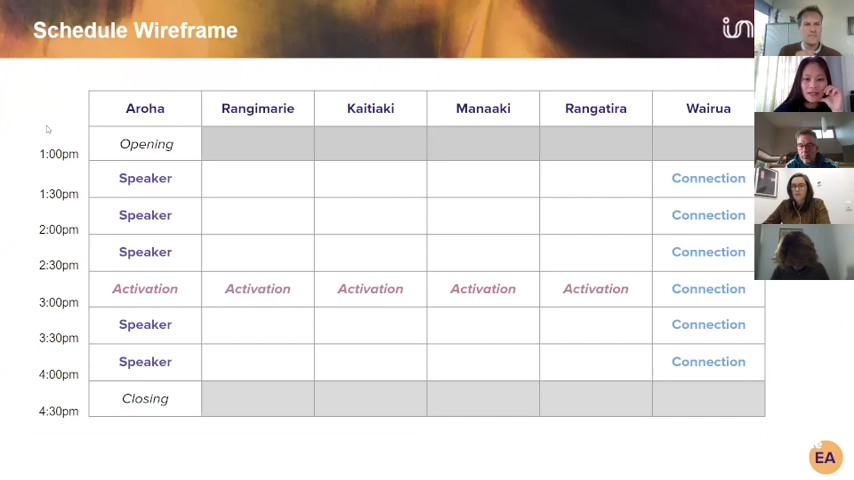 Schedule Wireframe
in
Aroha Rangimarie Kaitiaki Manaaki Rangatira Wairua
Opening
1:00pm
Speaker Connection
1:30pm
Speaker Connection
2:00pm
Speaker Connection
2:30pm
Activation Activation Activation Activation Activation Connection
3:00pm
Speaker Connection
3:30pm
Speaker Connection
4:00pm
Closing
4:30pm
EA